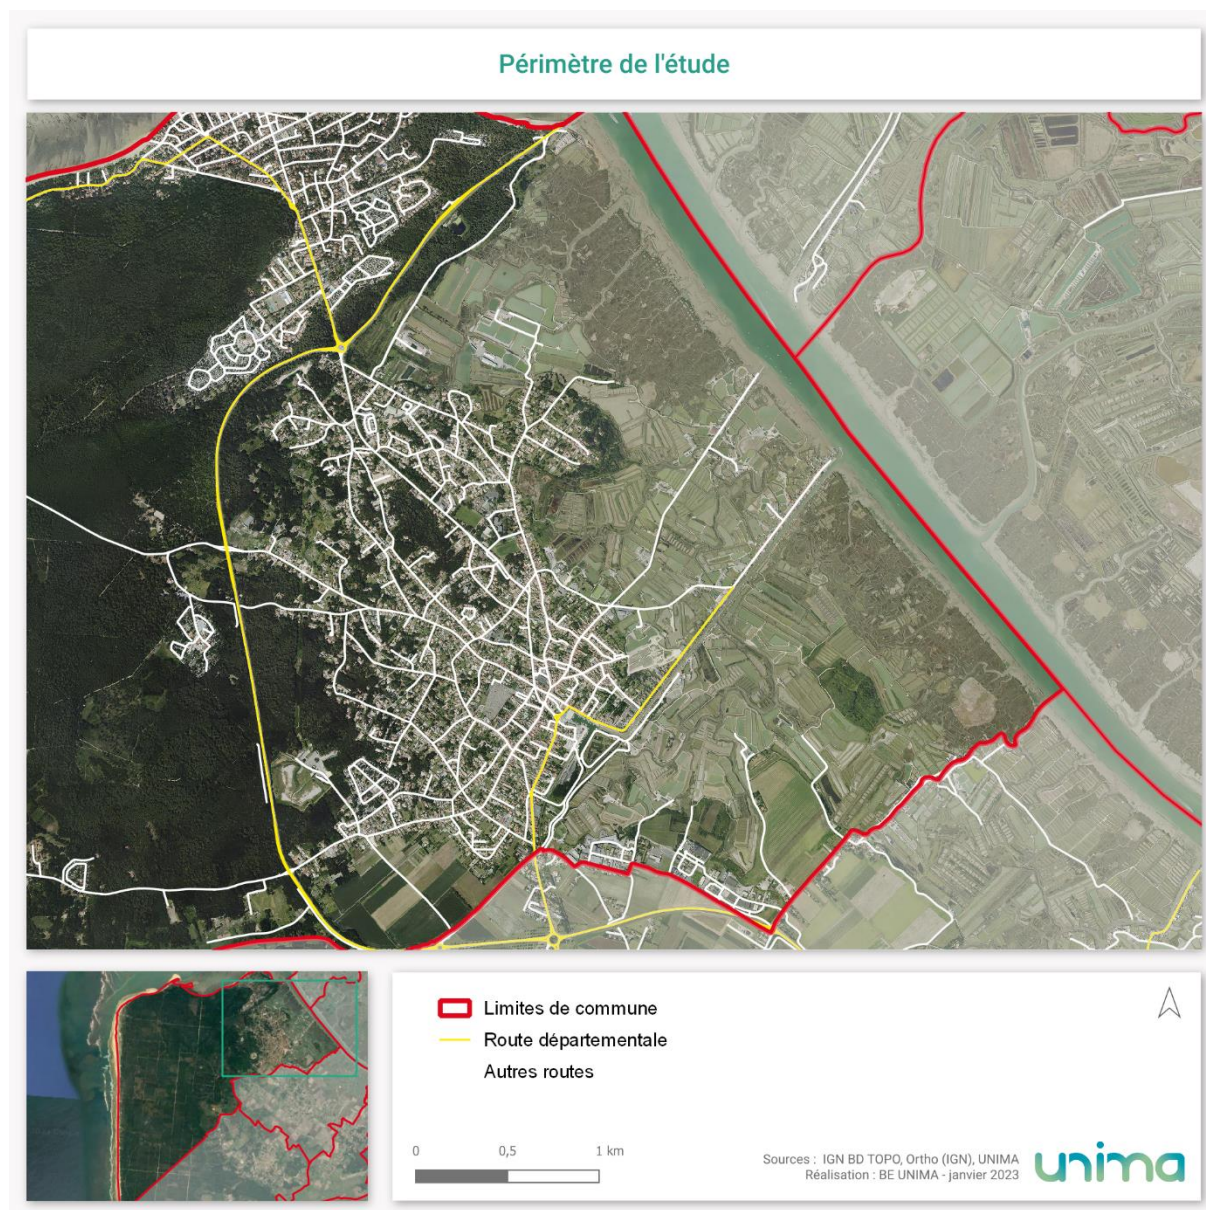 Périmètre de l'étude
Limites de commune
Route départementale
Autres routes
0 0,5 1 km
Sources : IGN BD TOPO, Ortho (IGN), UNIMA
Réalisation : BE UNIMA - janvier 2023
unima